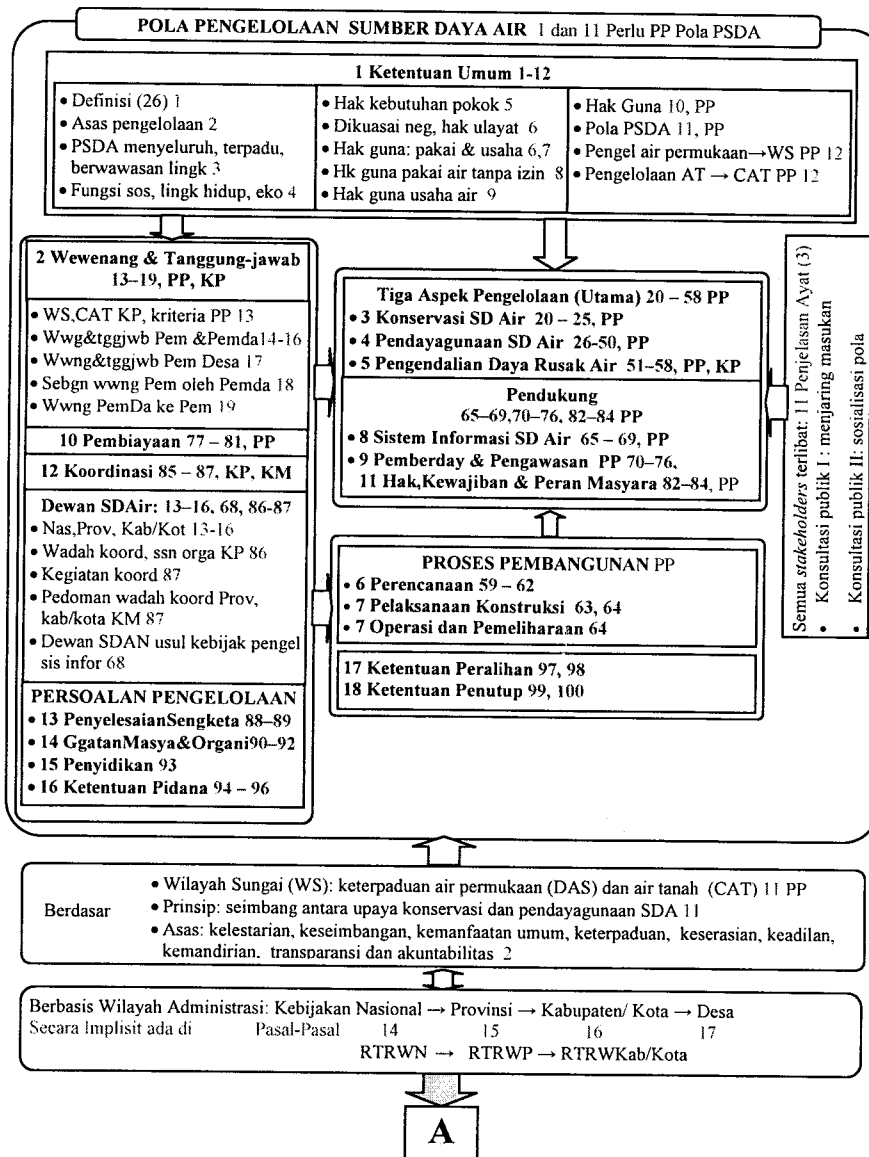 POLA PENGELOLAAN SUMBER DAYA AIR 1 dan 11 Perlu PP Pola PSDA
1 Ketentuan Umum 1-12
• Definisi (26) 1
• Asas pengelolaan 2
• PSDA menyeluruh, terpadu,
berwawasan lingk 3
• Fungsi sos, lingk hidup, eko 4
• Hak kebutuhan pokok 5
• Dikuasai neg, hak ulayat 6
• Hak guna: pakai & usaha 6,7
• Hk guna pakai air tanpa izin 8
• Hak guna usaha air 9
• Hak Guna 10, PP
• Pola PSDA 11, PP
• Pengel air permukaan→WS PP 12
• Pengelolaan AT → CAT PP 12
2 Wewenang & Tanggung-jawab
13–19, PP, KP
• WS,CAT KP, kriteria PP 13
• Wwg&tggjwb Pem &Pemda14-16
• Wwng&tggjwb Pem Desa 17
• Sebgn wwng Pem oleh Pemda 18
• Wwng PemDa ke Pem 19
10 Pembiayaan 77 – 81, PP
12 Koordinasi 85 – 87, KP, KM
Dewan SDAir: 13–16, 68, 86-87
• Nas,Prov, Kab/Kot 13-16
• Wadah koord, ssn orga KP 86
• Kegiatan koord 87
• Pedoman wadah koord Prov,
kab/kota KM 87
• Dewan SDAN usul kebijak pengel
sis infor 68
PERSOALAN PENGELOLAAN
• 13 PenyelesaianSengketa 88–89
• 14 GgatanMasya&Organi90–92
• 15 Penyidikan 93
• 16 Ketentuan Pidana 94 – 96
Tiga Aspek Pengelolaan (Utama) 20 – 58 PP
• 3 Konservasi SD Air 20 – 25, PP
• 4 Pendayagunaan SD Air 26-50, PP
• 5 Pengendalian Daya Rusak Air 51–58, PP, KP
Pendukung
65–69,70–76, 82–84 PP
• 8 Sistem Informasi SD Air 65 – 69, PP
• 9 Pemberday & Pengawasan PP 70–76,
11 Hak,Kewajiban & Peran Masyara 82–84, PP
PROSES PEMBANGUNAN PP
• 6 Perencanaan 59 – 62
• 7 Pelaksanaan Konstruksi 63, 64
• 7 Operasi dan Pemeliharaan 64
17 Ketentuan Peralihan 97, 98
18 Ketentuan Penutup 99, 100
Semua stakeholders terlibat: 11 Penjelasan Ayat (3)
• Konsultasi publik I : menjaring masukan
• Konsultasi publik II: sosialisasi pola
Berdasar
• Wilayah Sungai (WS): keterpaduan air permukaan (DAS) dan air tanah (CAT) 11 PP
• Prinsip: seimbang antara upaya konservasi dan pendayagunaan SDA 11
• Asas: kelestarian, keseimbangan, kemanfaatan umum, keterpaduan, keserasian, keadilan,
kemandirian, transparansi dan akuntabilitas 2
Berbasis Wilayah Administrasi: Kebijakan Nasional → Provinsi → Kabupaten/ Kota → Desa
Secara Implisit ada di Pasal-Pasal 14 15 16 17
RTRWN → RTRWP → RTRWKab/Kota
A